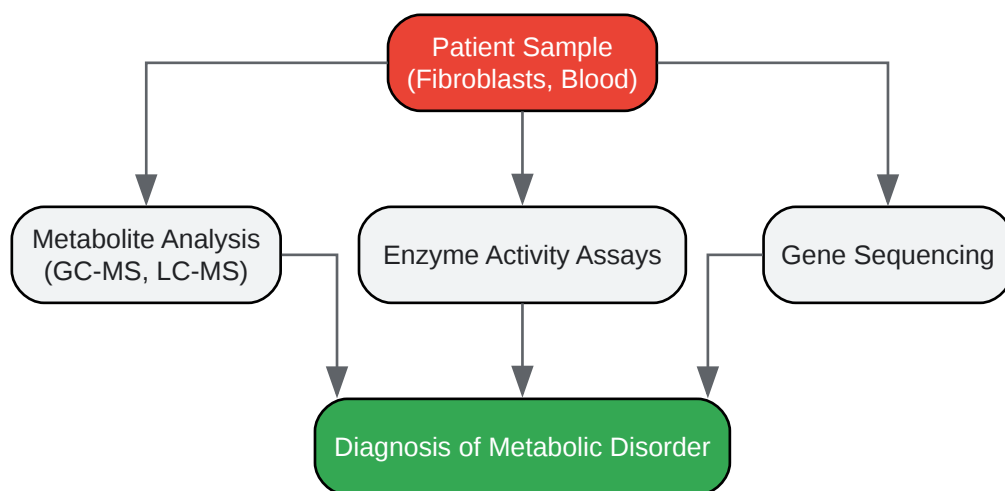 Patient Sample
(Fibroblasts, Blood)
Metabolite Analysis
(GC-MS, LC-MS)
Enzyme Activity Assays
Gene Sequencing
Diagnosis of Metabolic Disorder